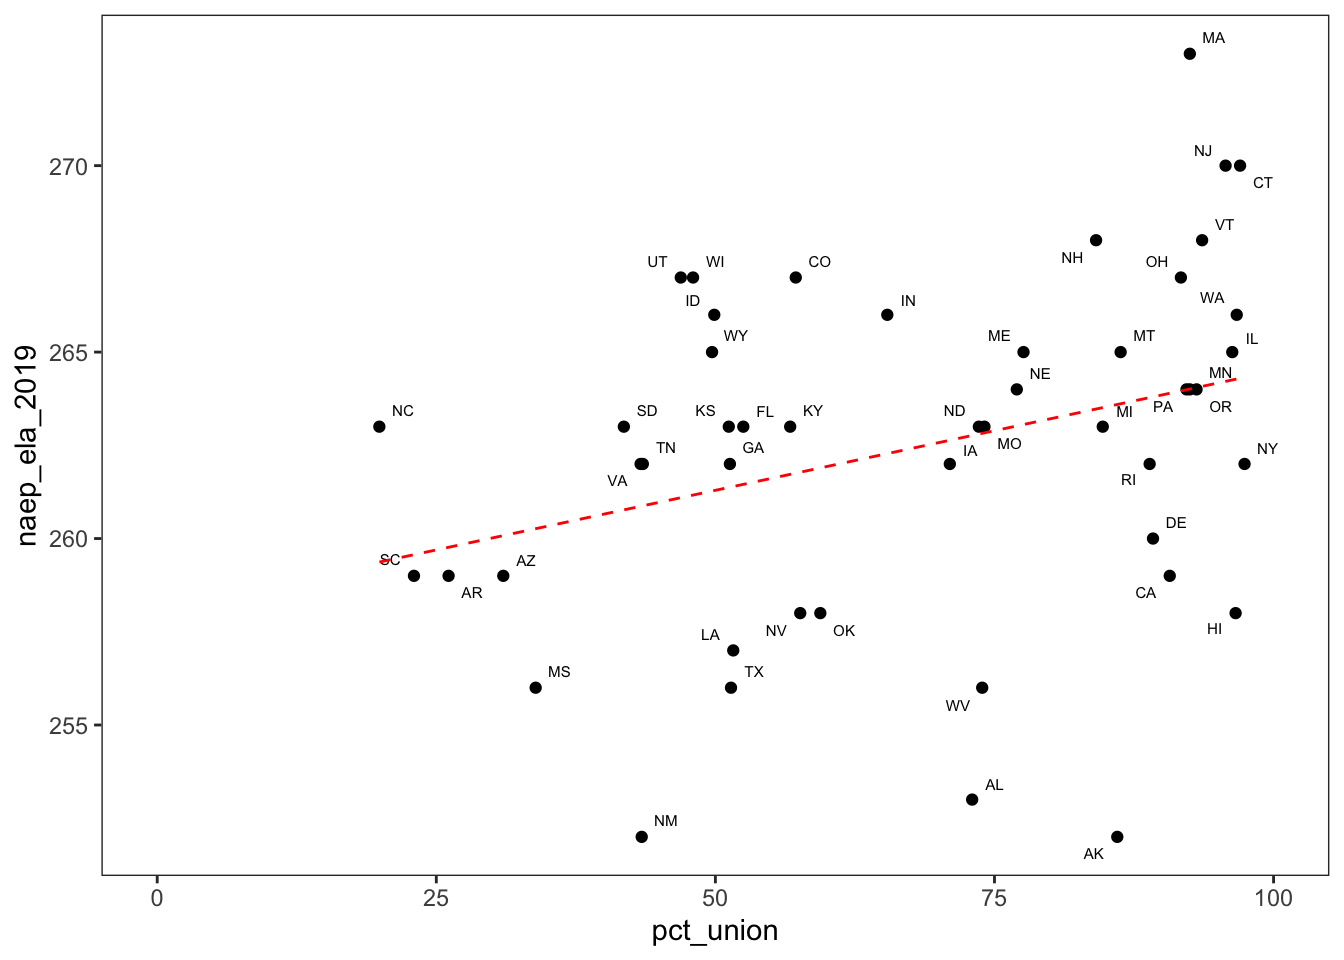 MA
270
NJ
CT
VT
NH
OH
UT
WI
CO
ID
IN
WA
WY
ME
MT
IL
265
NE
MN
NC
SD
KS
FL
KY
ND
MI
PA
OR
TN
GA
IA
MO
NY
VA
RI
naep_ela_2019
260
DE
SC
AZ
AR
CA
LA
NV
OK
HI
MS
TX
WV
255
AL
NM
AK
0
25
50
75
100
pct_union